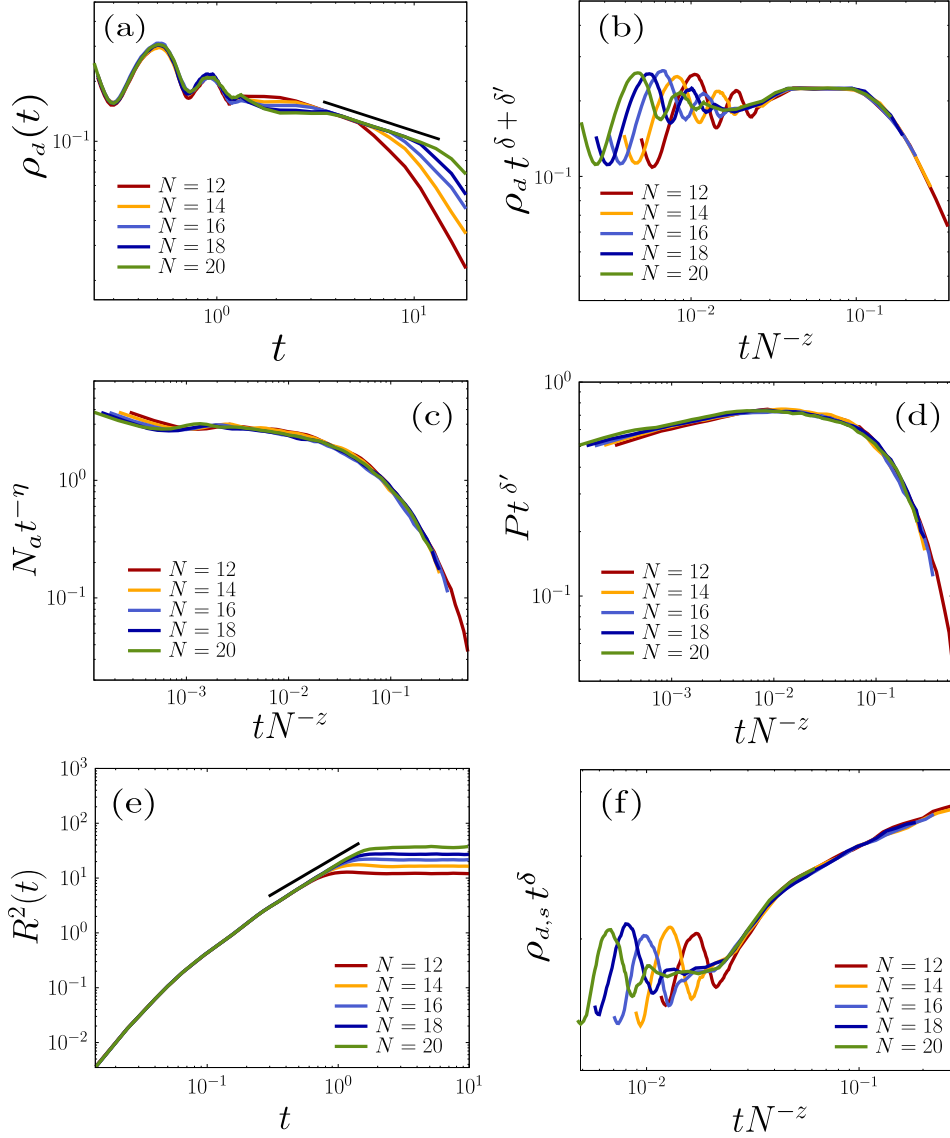 (a)
ρ_d(t)
10^{-1}
N = 12
N = 14
N = 16
N = 18
N = 20
10^0
10^1
t
(b)
ρ_d t^{δ + δ'}
10^{-1}
N = 12
N = 14
N = 16
N = 18
N = 20
10^{-2}
10^{-1}
tN^{-z}
(c)
N_a t^{-η}
10^0
10^{-1}
N = 12
N = 14
N = 16
N = 18
N = 20
10^{-3}
10^{-2}
10^{-1}
tN^{-z}
(d)
Pt^{δ'}
10^0
10^{-1}
N = 12
N = 14
N = 16
N = 18
N = 20
10^{-3}
10^{-2}
10^{-1}
tN^{-z}
(e)
R^2(t)
10^3
10^2
10^1
10^0
10^{-1}
10^{-2}
N = 12
N = 14
N = 16
N = 18
N = 20
10^{-1}
10^0
10^1
t
(f)
ρ_{d,s} t^δ
N = 12
N = 14
N = 16
N = 18
N = 20
10^{-2}
10^{-1}
tN^{-z}